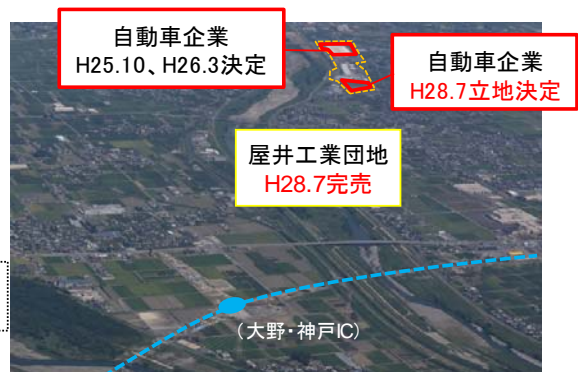 自動車企業
H25.10、H26.3決定
自動車企業
H28.7立地決定
屋井工業団地
H28.7完売
（大野・神戸IC）